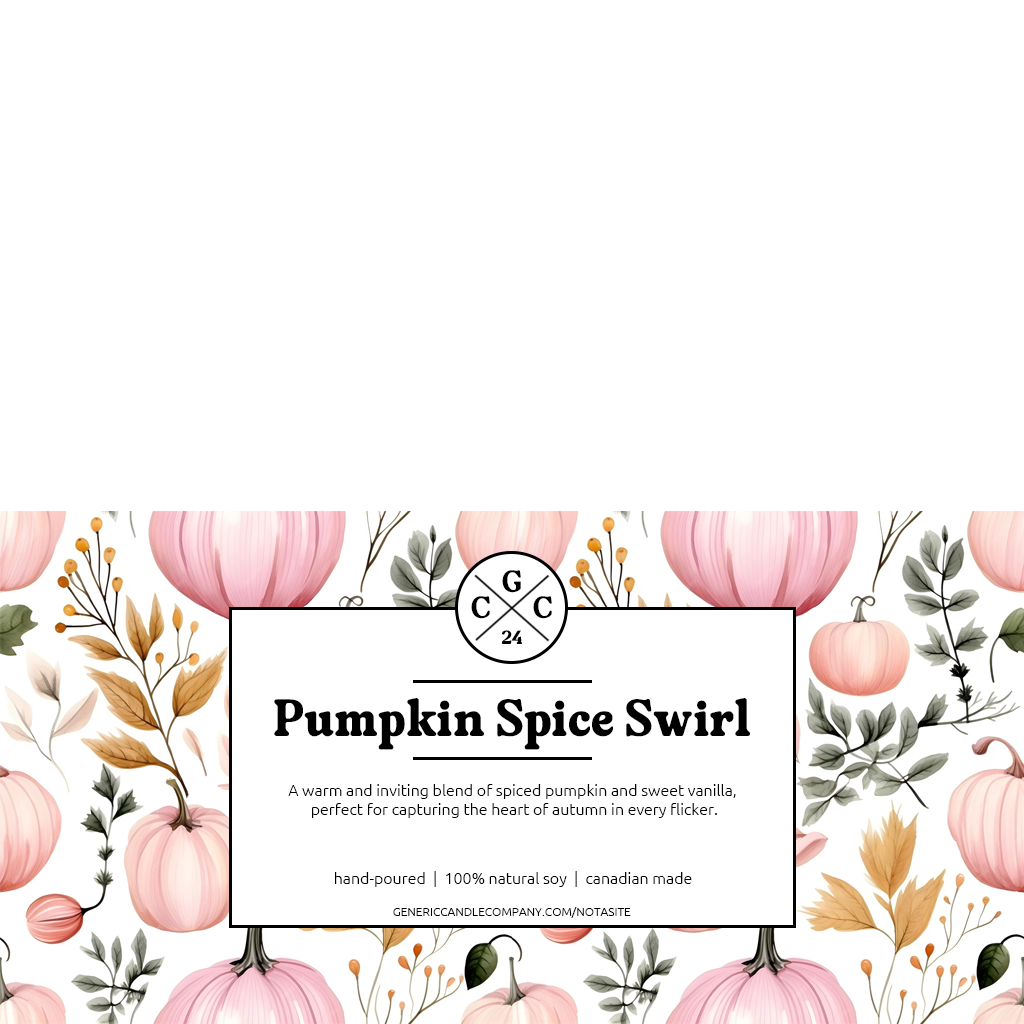 G
C C
24
Pumpkin Spice Swirl
A warm and inviting blend of spiced pumpkin and sweet vanilla,
perfect for capturing the heart of autumn in every flicker.
hand-poured | 100% natural soy | canadian made
GENERICCANDLECOMPANY.COM/NOTASITE